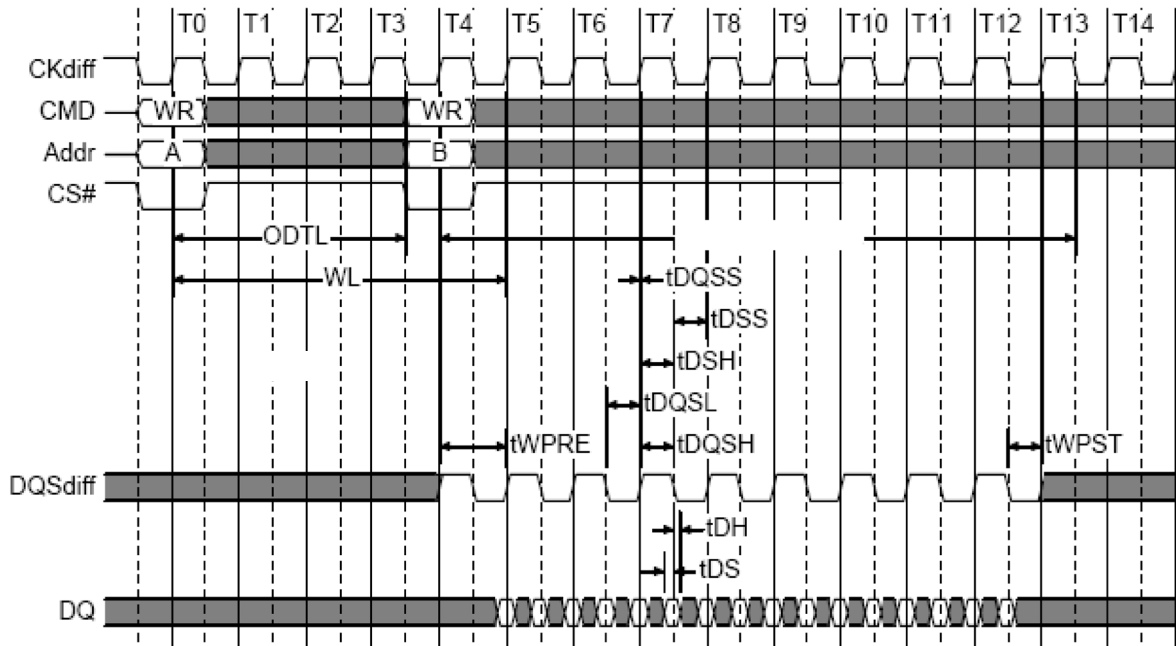 T0 T1 T2 T3 T4 T5 T6 T7 T8 T9 T10 T11 T12 T13 T14
CKdiff
CMD WR WR
Addr A B
CS#
ODTL
WL tDQSS
tDSS
tDSH
tDQSL
tWPRE tDQSH tWPST
DQSdiff
tDH
tDS
DQ